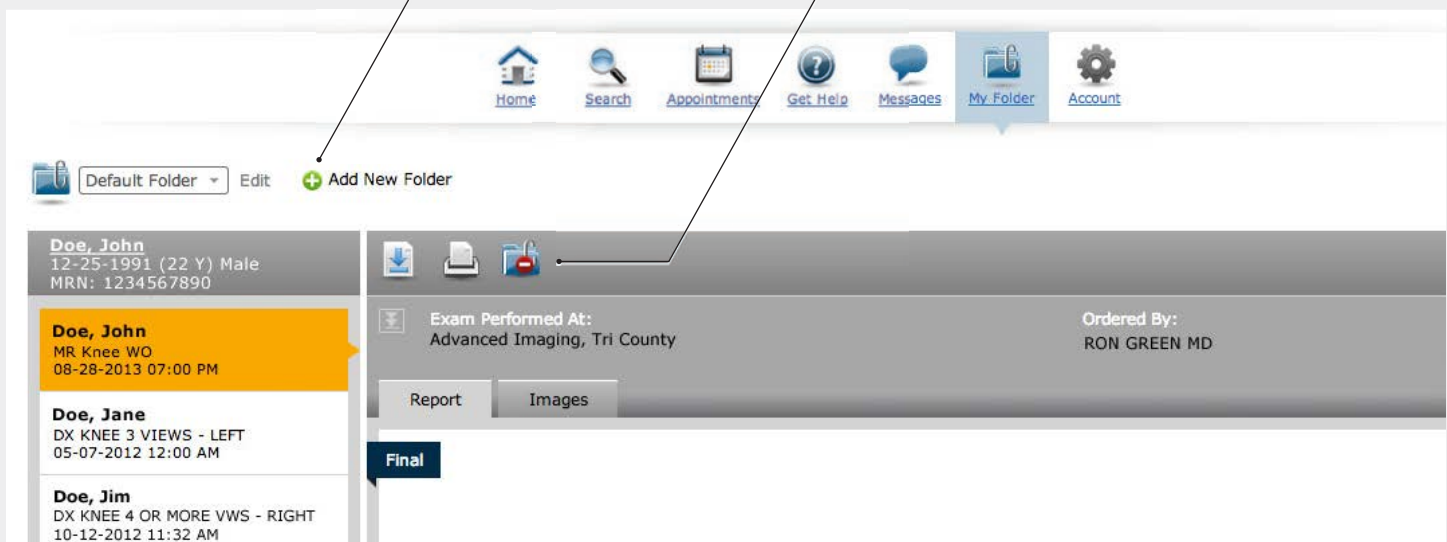 Home Search Appointments Get Help Messages My Folder Account
Default Folder Edit Add New Folder
Doe, John
12-25-1991 (22 Y) Male
MRN: 1234567890
Doe, John
MR Knee WO
08-28-2013 07:00 PM
Doe, Jane
DX KNEE 3 VIEWS - LEFT
05-07-2012 12:00 AM
Doe, Jim
DX KNEE 4 OR MORE VWS - RIGHT
10-12-2012 11:32 AM
Exam Performed At:
Advanced Imaging, Tri County
Ordered By:
RON GREEN MD
Report Images
Final